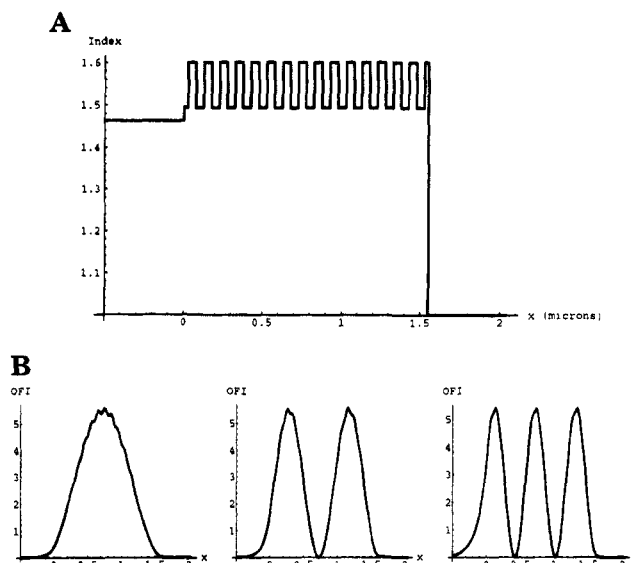 A
Index
1.6
1.5
1.4
1.3
1.2
1.1
0 0.5 1 1.5 2
x (microns)
B
OFI OFI OFI
5 5 5
4 4 4
3 3 3
2 2 2
1 1 1
x x x